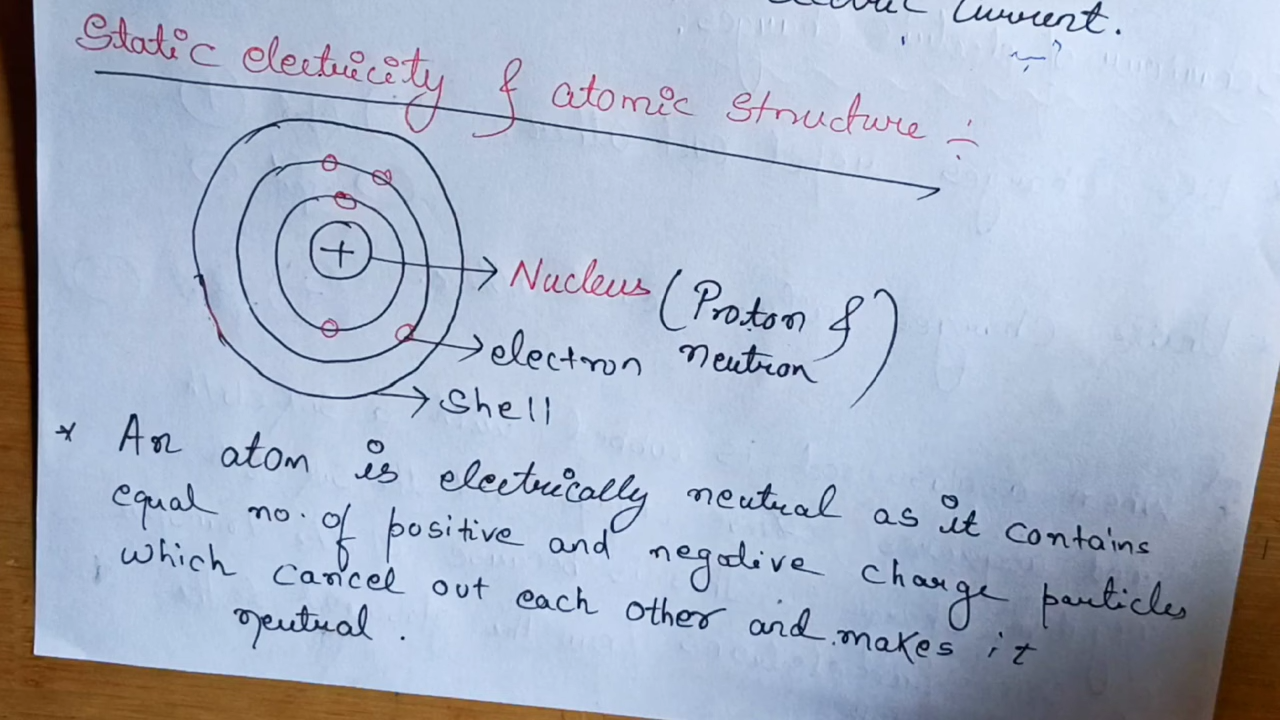 Current.
Static electricity & atomic structure ÷
+
Nucleus (Proton &
neutron)
electron
Shell
* An atom is electrically neutral as it contains
equal no. of positive and negative charge particles
which cancel out each other and makes it
neutral.